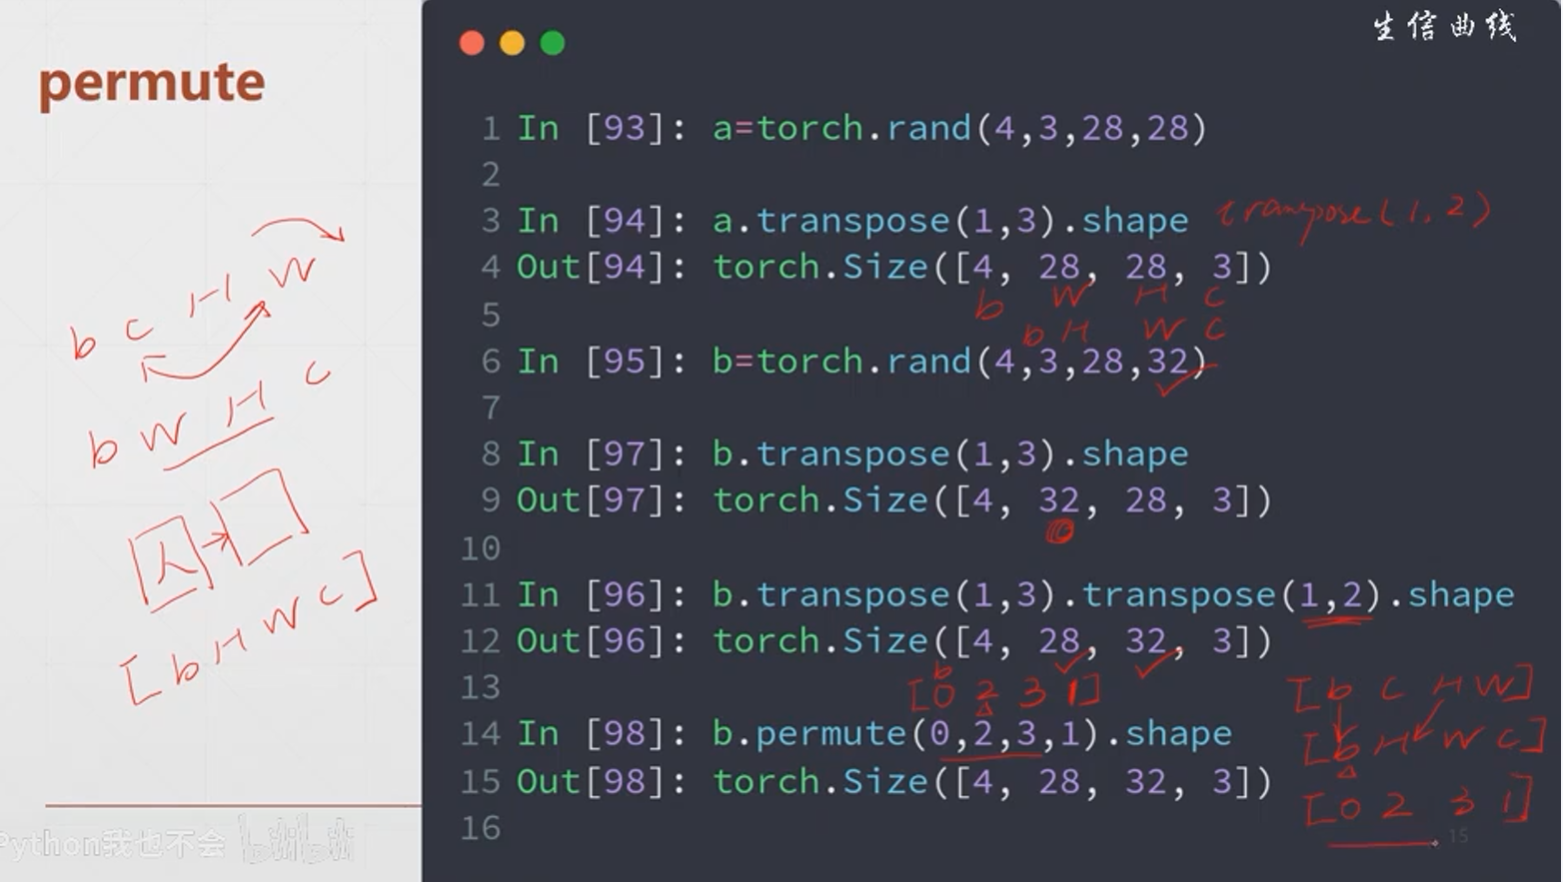 生信曲线
permute
1 In [93]: a=torch.rand(4,3,28,28)
2
3 In [94]: a.transpose(1,3).shape transpose(1,2)
4 Out[94]: torch.Size([4, 28, 28, 3])
b W H C
5
b H W C
6 In [95]: b=torch.rand(4,3,28,32)
7
8 In [97]: b.transpose(1,3).shape
9 Out[97]: torch.Size([4, 32, 28, 3])
10
11 In [96]: b.transpose(1,3).transpose(1,2).shape
12 Out[96]: torch.Size([4, 28, 32, 3])
b
13 [0 2 3 1]
14 In [98]: b.permute(0,2,3,1).shape
15 Out[98]: torch.Size([4, 28, 32, 3])
16
b C H W
b W H C
人
[b H W C]
[b C H W]
[b H W C]
[0 2 3 1]
15
Python我也不会 bilibili